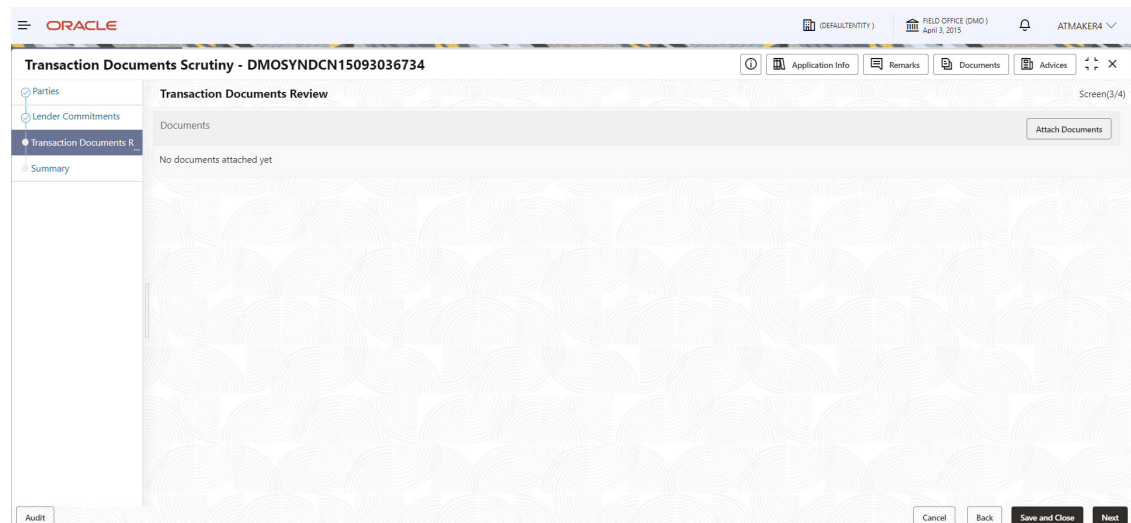 ORACLE
(DEFAULTENTITY )
FIELD OFFICE (DMO )
April 3, 2015
ATMAKER4
Transaction Documents Scrutiny - DMOSYNDCN15093036734
Application Info
Remarks
Documents
Advices
Parties
Lender Commitments
Transaction Documents R...
Summary
Transaction Documents Review
Screen(3/4)
Documents
Attach Documents
No documents attached yet
Audit
Cancel
Back
Save and Close
Next